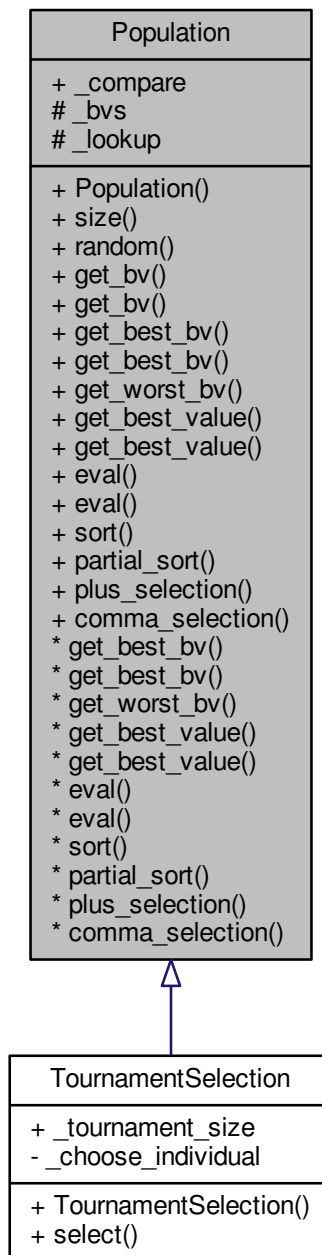 Population
+ _compare
# _bvs
# _lookup
+ Population()
+ size()
+ random()
+ get_bv()
+ get_bv()
+ get_best_bv()
+ get_best_bv()
+ get_worst_bv()
+ get_best_value()
+ get_best_value()
+ eval()
+ eval()
+ sort()
+ partial_sort()
+ plus_selection()
+ comma_selection()
* get_best_bv()
* get_best_bv()
* get_worst_bv()
* get_best_value()
* get_best_value()
* eval()
* eval()
* sort()
* partial_sort()
* plus_selection()
* comma_selection()
TournamentSelection
+ _tournament_size
- _choose_individual
+ TournamentSelection()
+ select()